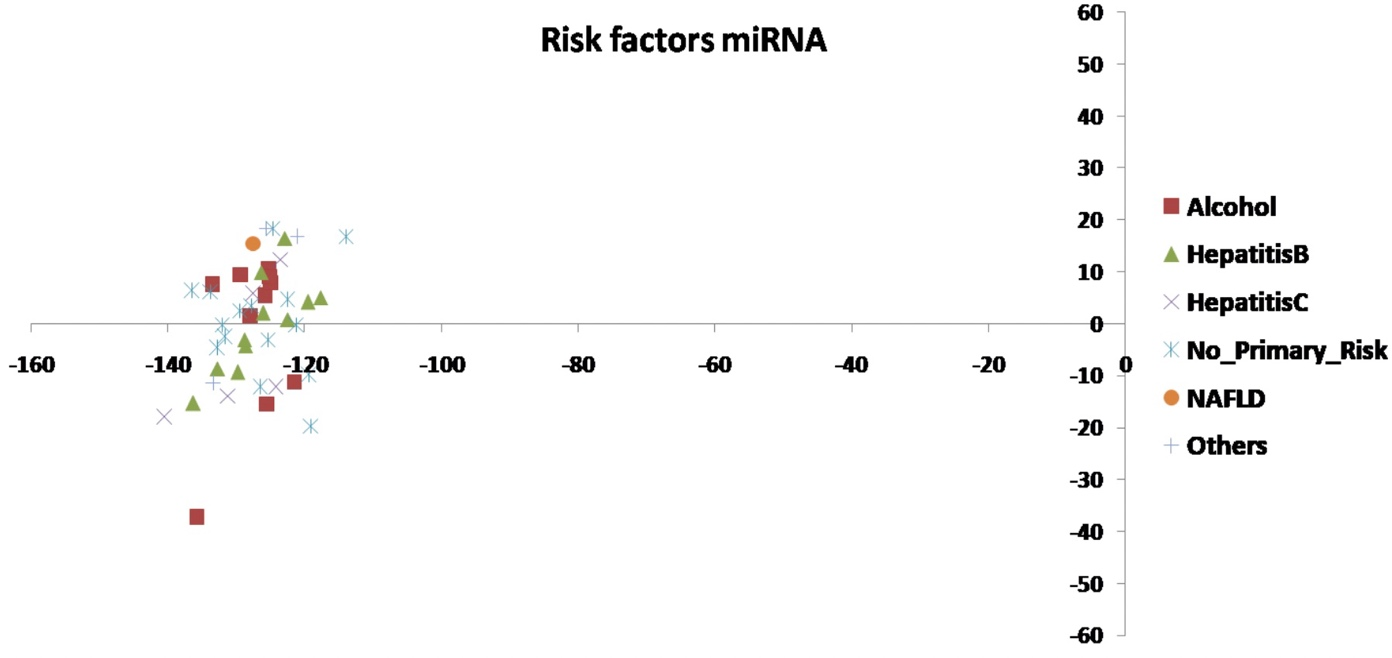 Risk factors miRNA
60
50
40
30
20
10
0
-10
-20
-30
-40
-50
-60
-160 -140 -120 -100 -80 -60 -40 -20 0
Alcohol
HepatitisB
HepatitisC
No_Primary_Risk
NAFLD
Others